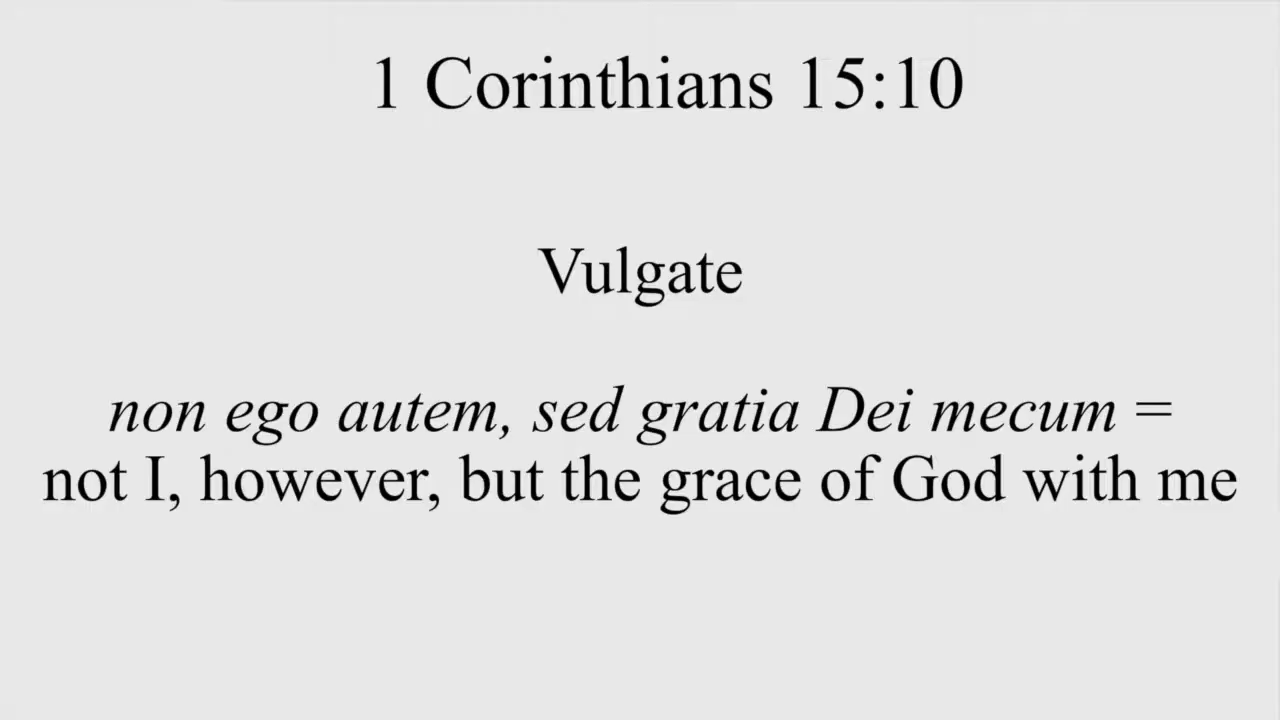 1 Corinthians 15:10
Vulgate
non ego autem, sed gratia Dei mecum =
not I, however, but the grace of God with me